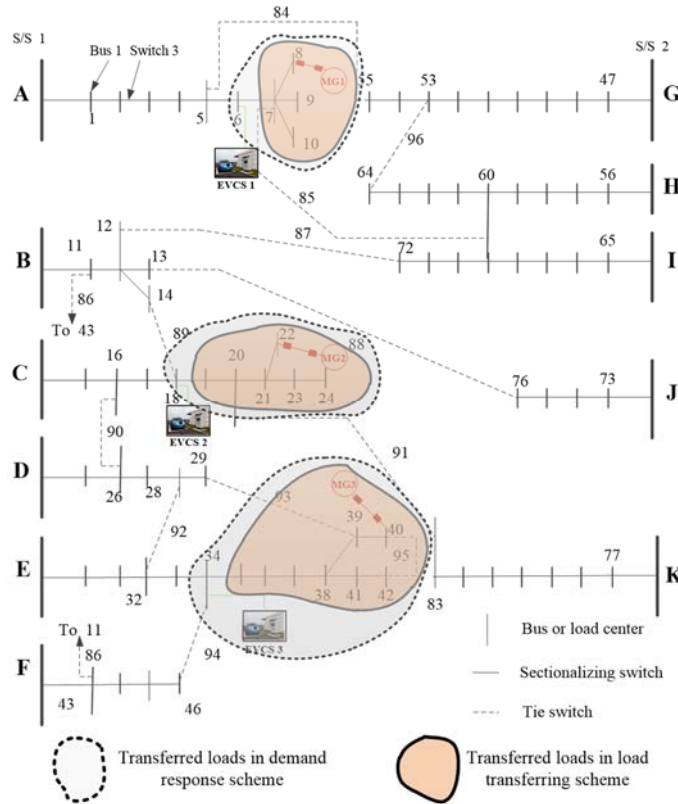 84
S/S 1
S/S 2
Bus 1
Switch 3
8
MG1
A
55
53
47
G
1
5
6
7
9
10
96
EVCS 1
64
60
56
H
85
12
87
11
13
72
65
B
I
86
14
To 43
89
22
88
MG2
16
20
C
76
73
J
18
21
23
24
EVCS 2
90
91
29
D
MG3
93
26
28
39
40
92
34
95
77
E
K
32
38
41
42
83
To 11
EVCS 3
Bus or load center
86
94
F
Sectionalizing switch
43
46
Tie switch
Transferred loads in demand
response scheme
Transferred loads in load
transferring scheme